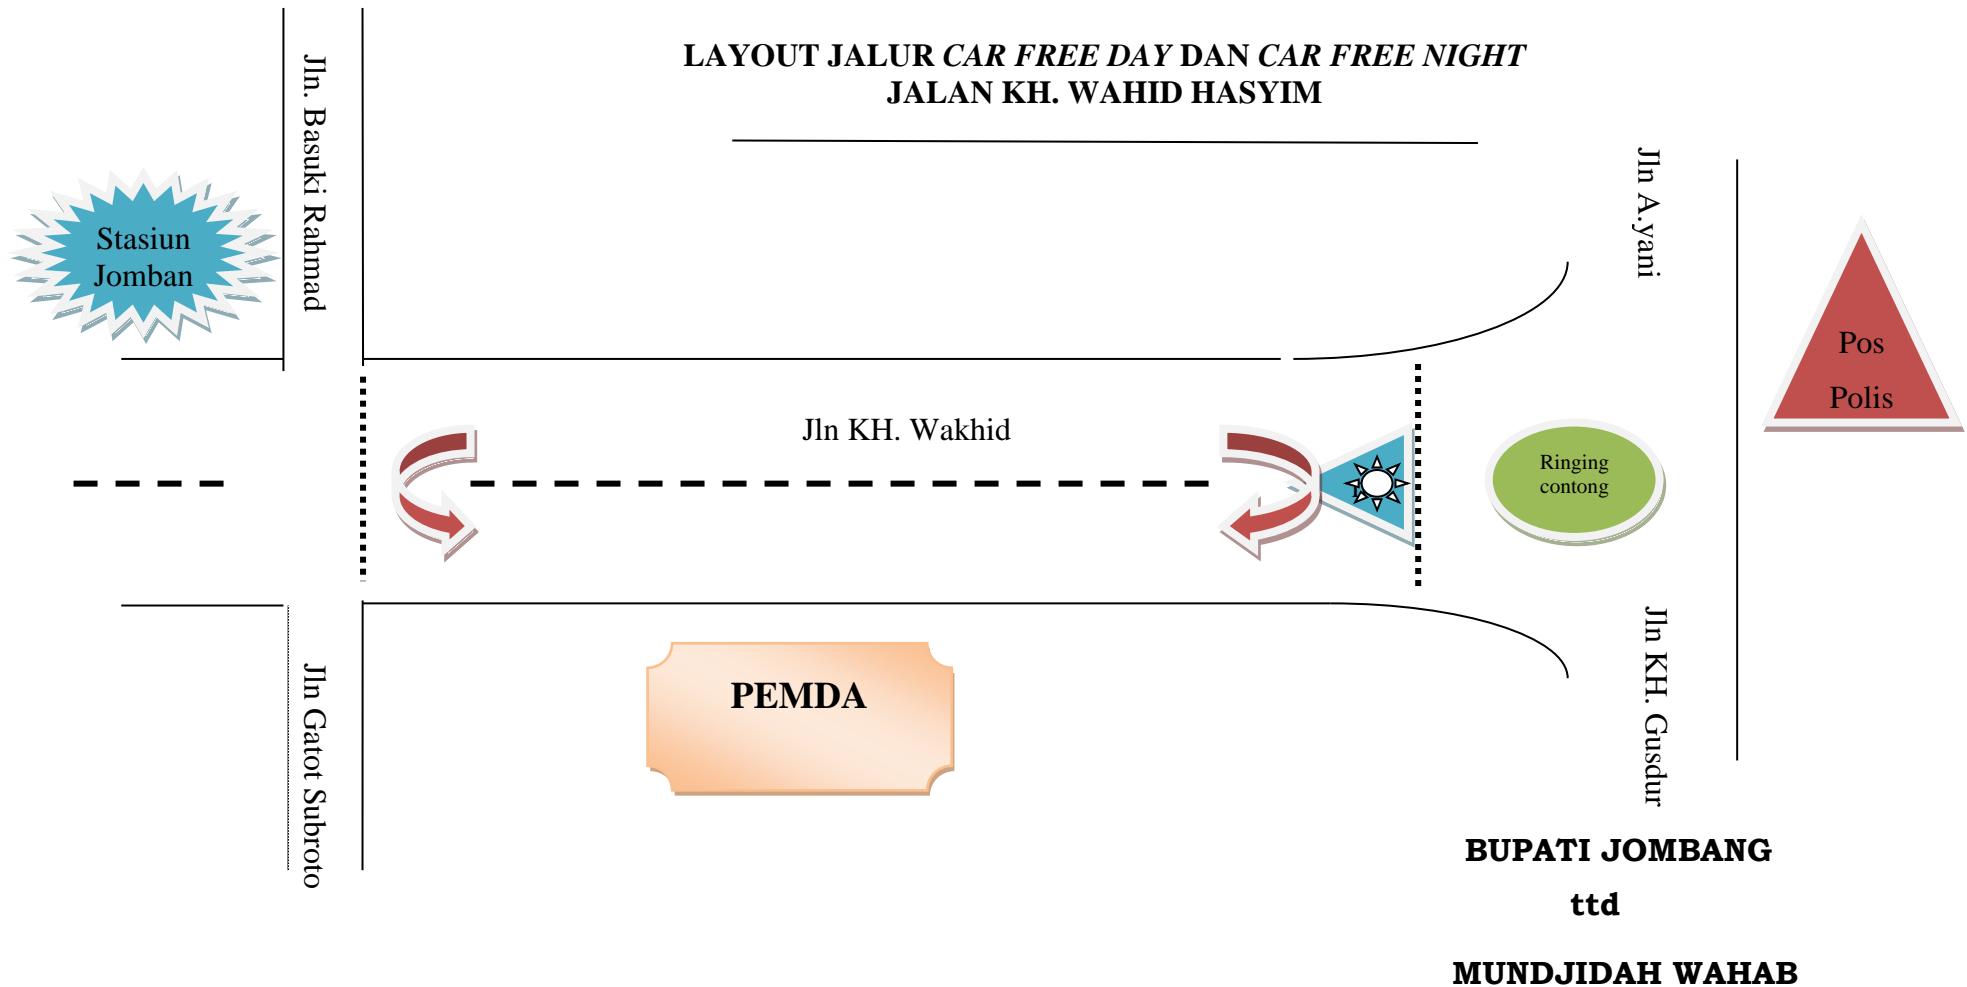 LAYOUT JALUR CAR FREE DAY DAN CAR FREE NIGHT
JALAN KH. WAHID HASYIM
Jln. Basuki Rahmad
Jln A.yani
Stasiun
Jomban
Pos
Polis
Jln KH. Wakhid
Ringing
contong
Jln Gatot Subroto
PEMDA
Jln KH. Gusdur
BUPATI JOMBANG
ttd
MUNDJIDAH WAHAB